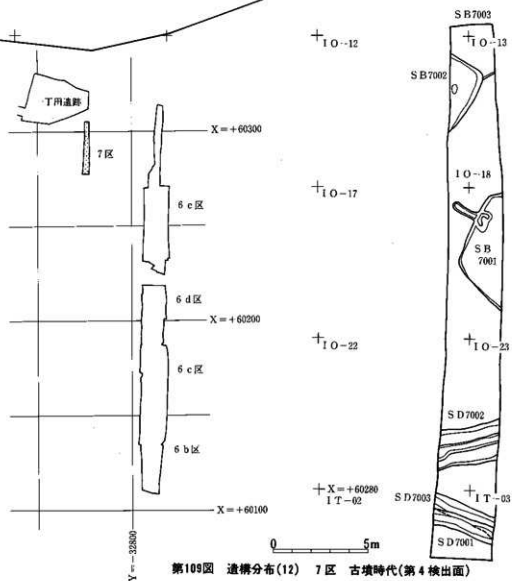 SB7003
IO-12
IO-13
SB7002
丁田遺跡
X=+60300
7区
IO-17
IO-18
6e区
SB
7001
6d区
X=+60200
IO-22
IO-23
6c区
SD7002
6b区
X=+60280
IT-02
IT-03
SD7003
X=+60100
SD7001
Y=-32800
0 5m
第109図 遺構分布(12) 7区 古墳時代(第4検出面)